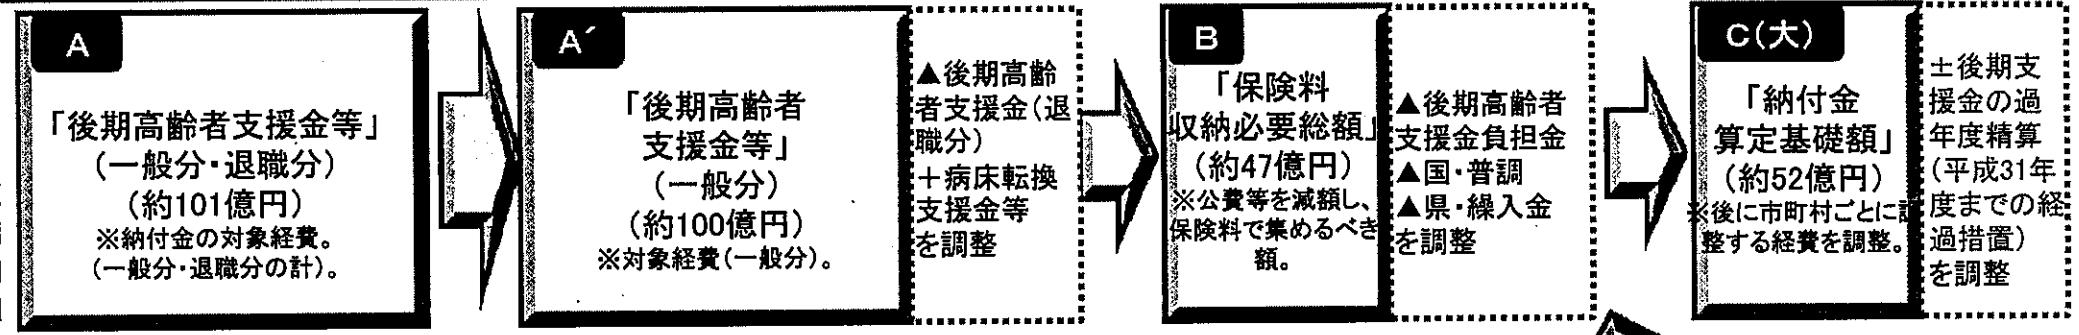 A
「後期高齢者支援金等」
(一般分・退職分)
(約101億円)
※納付金の対象経費。
(一般分・退職分の計)。
A´
「後期高齢者
支援金等」
(一般分)
(約100億円)
※対象経費(一般分)。
▲後期高齢
者支援金(退
職分)
＋病床転換
支援金等
を調整
B
「保険料
収納必要総額」
(約47億円)
※公費等を減額し、
保険料で集めるべき
額。
▲後期高齢者
支援金負担金
▲国・普調
▲県・繰入金
を調整
C(大)
「納付金
算定基礎額」
(約52億円)
※後に市町村ごとに調
整する経費を調整。
±後期支
援金の過
年度精算
(平成31年
度までの経
過措置)
を調整